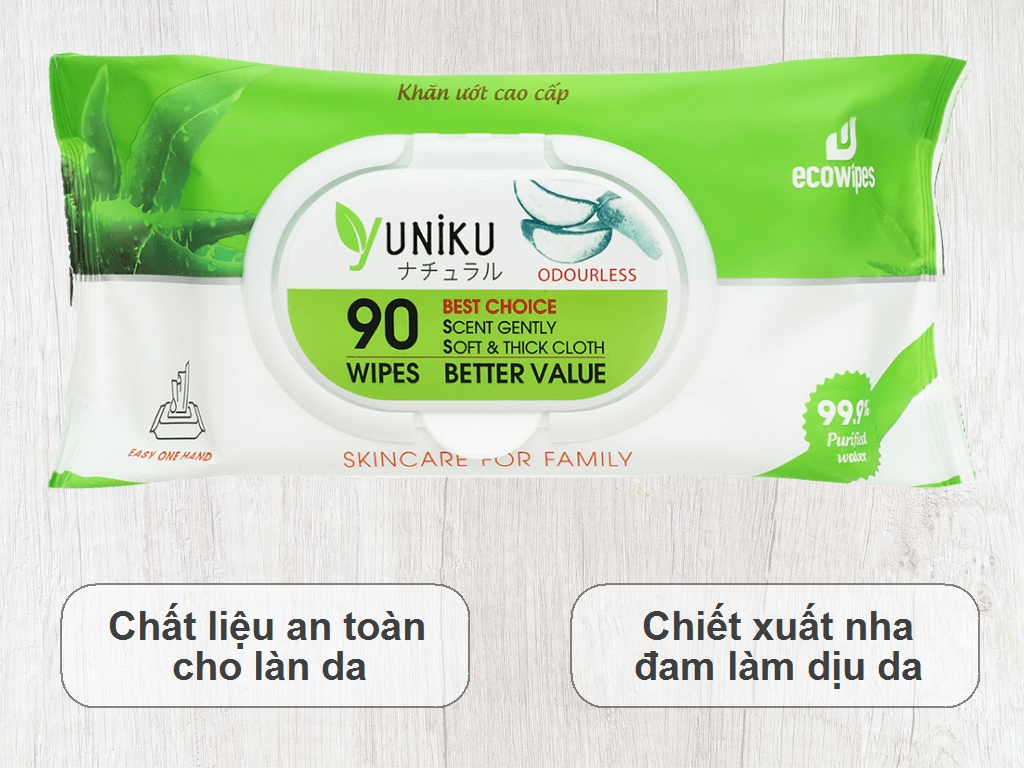 Khăn ướt cao cấp
ecowipes
yUNiKU
ナチュラル
ODOURLESS
90
WIPES
BEST CHOICE
SCENT GENTLY
SOFT & THICK CLOTH
BETTER VALUE
EASY ONE HAND
99.9%
Purified
water
SKINCARE FOR FAMILY
Chất liệu an toàn
cho làn da
Chiết xuất nha
đam làm dịu da